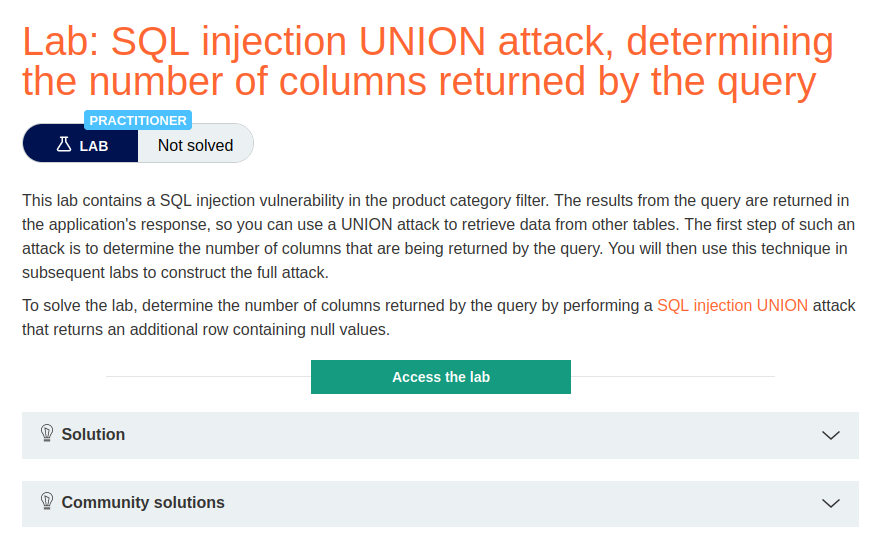 Lab: SQL injection UNION attack, determining
the number of columns returned by the query
PRACTITIONER
LAB
Not solved
This lab contains a SQL injection vulnerability in the product category filter. The results from the query are returned in
the application's response, so you can use a UNION attack to retrieve data from other tables. The first step of such an
attack is to determine the number of columns that are being returned by the query. You will then use this technique in
subsequent labs to construct the full attack.
To solve the lab, determine the number of columns returned by the query by performing a SQL injection UNION attack
that returns an additional row containing null values.
Access the lab
Solution
Community solutions